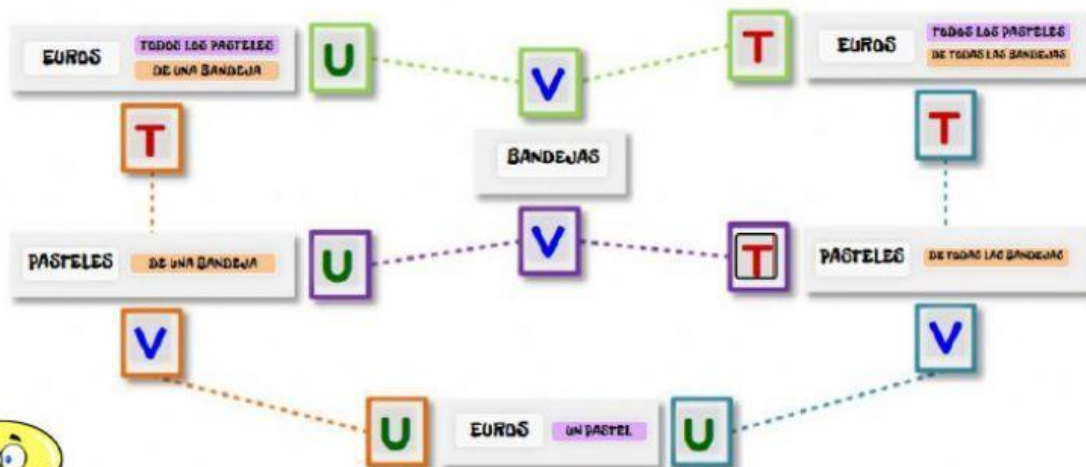 EUROS TODOS LOS PASTELES
DE UNA BANDEJA
U
V
T
EUROS TODOS LOS PASTELES
DE TODAS LAS BANDEJAS
T
BANDEJAS
T
PASTELES DE UNA BANDEJA
U
V
T
PASTELES DE TODAS LAS BANDEJAS
V
V
U
EUROS UN PASTEL
U